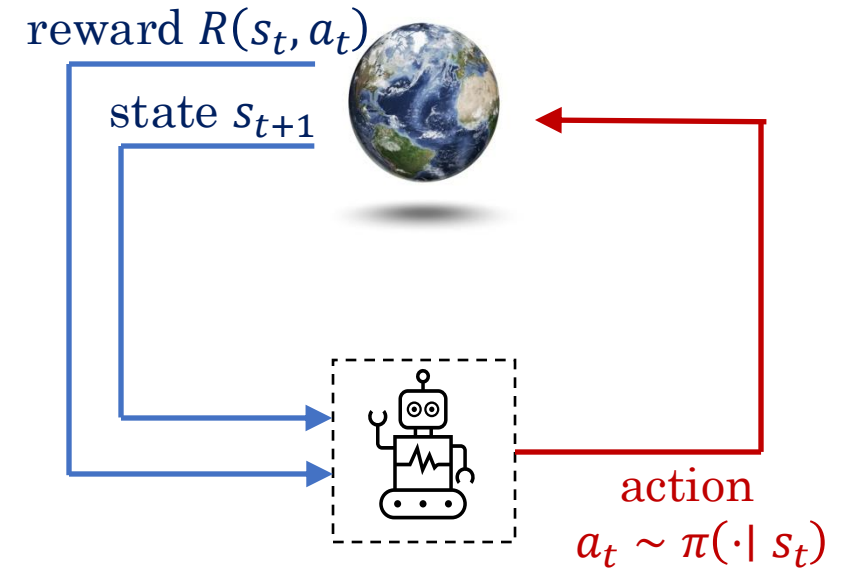 reward R(s_t, a_t)
state s_{t+1}
action
a_t ~ π(·| s_t)